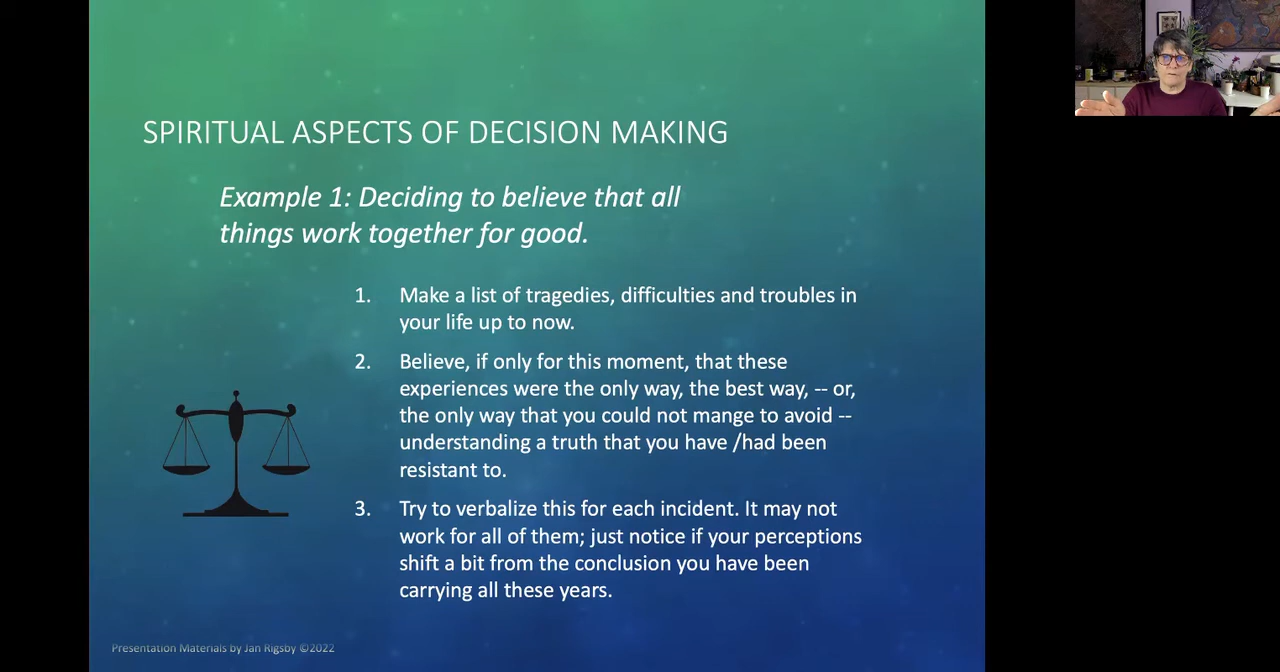 SPIRITUAL ASPECTS OF DECISION MAKING
Example 1: Deciding to believe that all
things work together for good.
1. Make a list of tragedies, difficulties and troubles in
your life up to now.
2. Believe, if only for this moment, that these
experiences were the only way, the best way, -- or,
the only way that you could not mange to avoid --
understanding a truth that you have /had been
resistant to.
3. Try to verbalize this for each incident. It may not
work for all of them; just notice if your perceptions
shift a bit from the conclusion you have been
carrying all these years.
Presentation Materials by Jan Rigsby ©2022